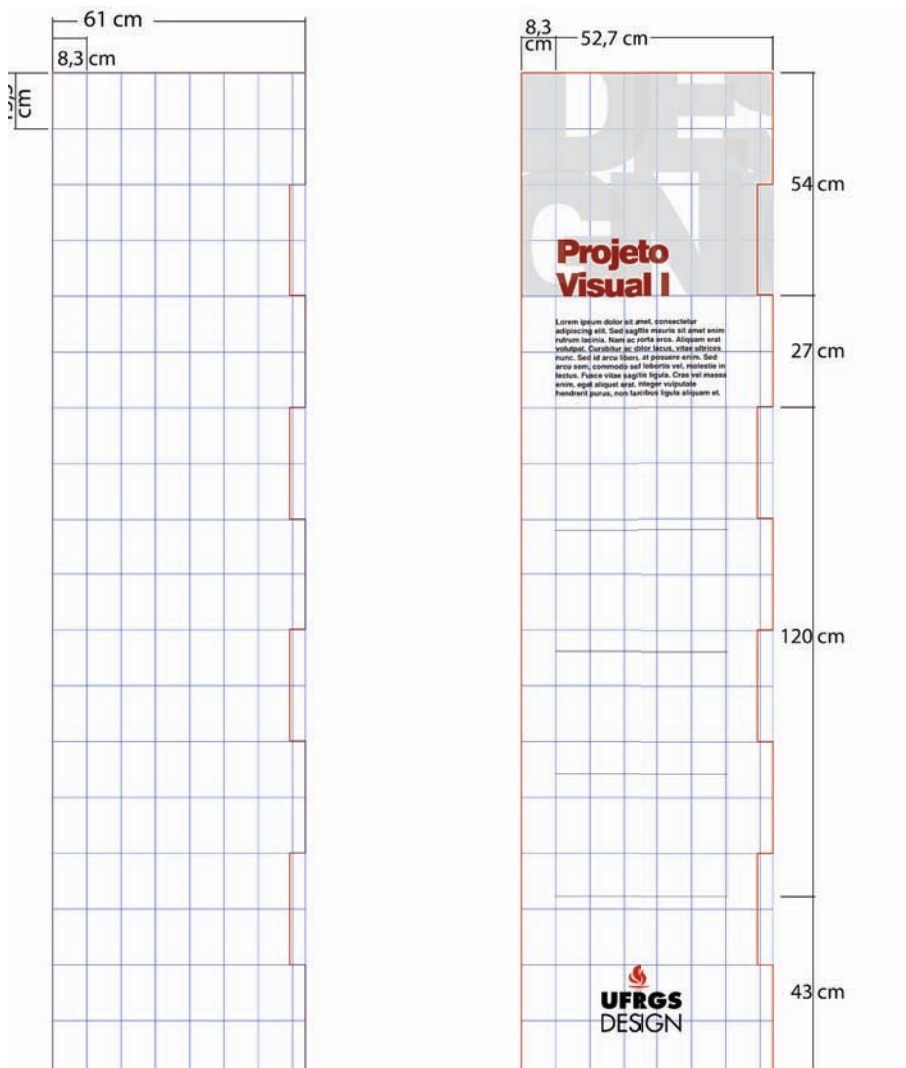 61 cm
8,3 cm
cm
8,3
cm
52,7 cm
DES
IGN
54 cm
Projeto
Visual I
Lorem ipsum dolor sit amet, consectetur
adipiscing elit. Sed sagittis mauris sit amet enim
rutrum lacinia. Nam ac porta eros. Aliquam erat
volutpat. Curabitur ac dolor lacus, vitae ultrices
nunc. Sed id arcu libero, at posuere enim. Sed
arcu sem, commodo sed lobortis vel, molestie in
lectus. Fusce vitae sagitis ligula. Cras vel massa
enim, eget aliquet erat. Integer vulputate
hendrerit purus, non faucibus ligula aliquam et.
27 cm
120 cm
43 cm
UFRGS
DESIGN